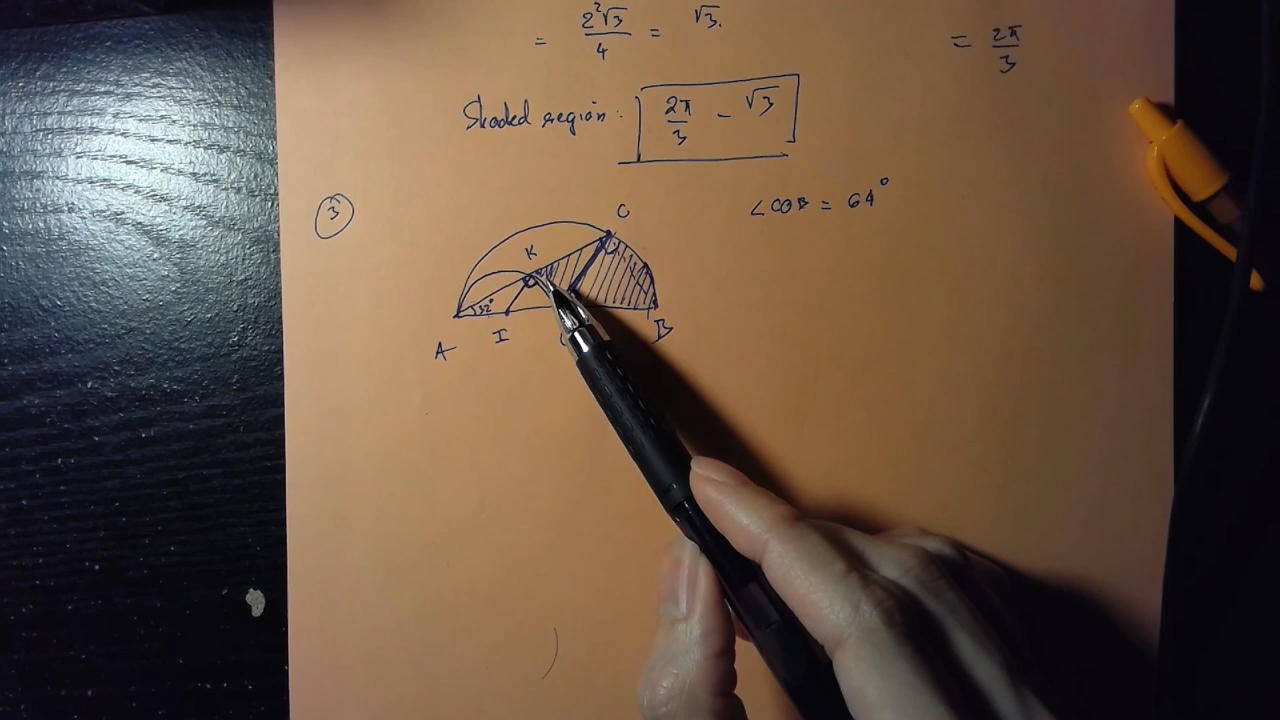 = 2²√3/4 = √3.
= 2π/3
Shaded region: 2π/3 - √3
3
∠COB = 64°
C
K
32°
A I B